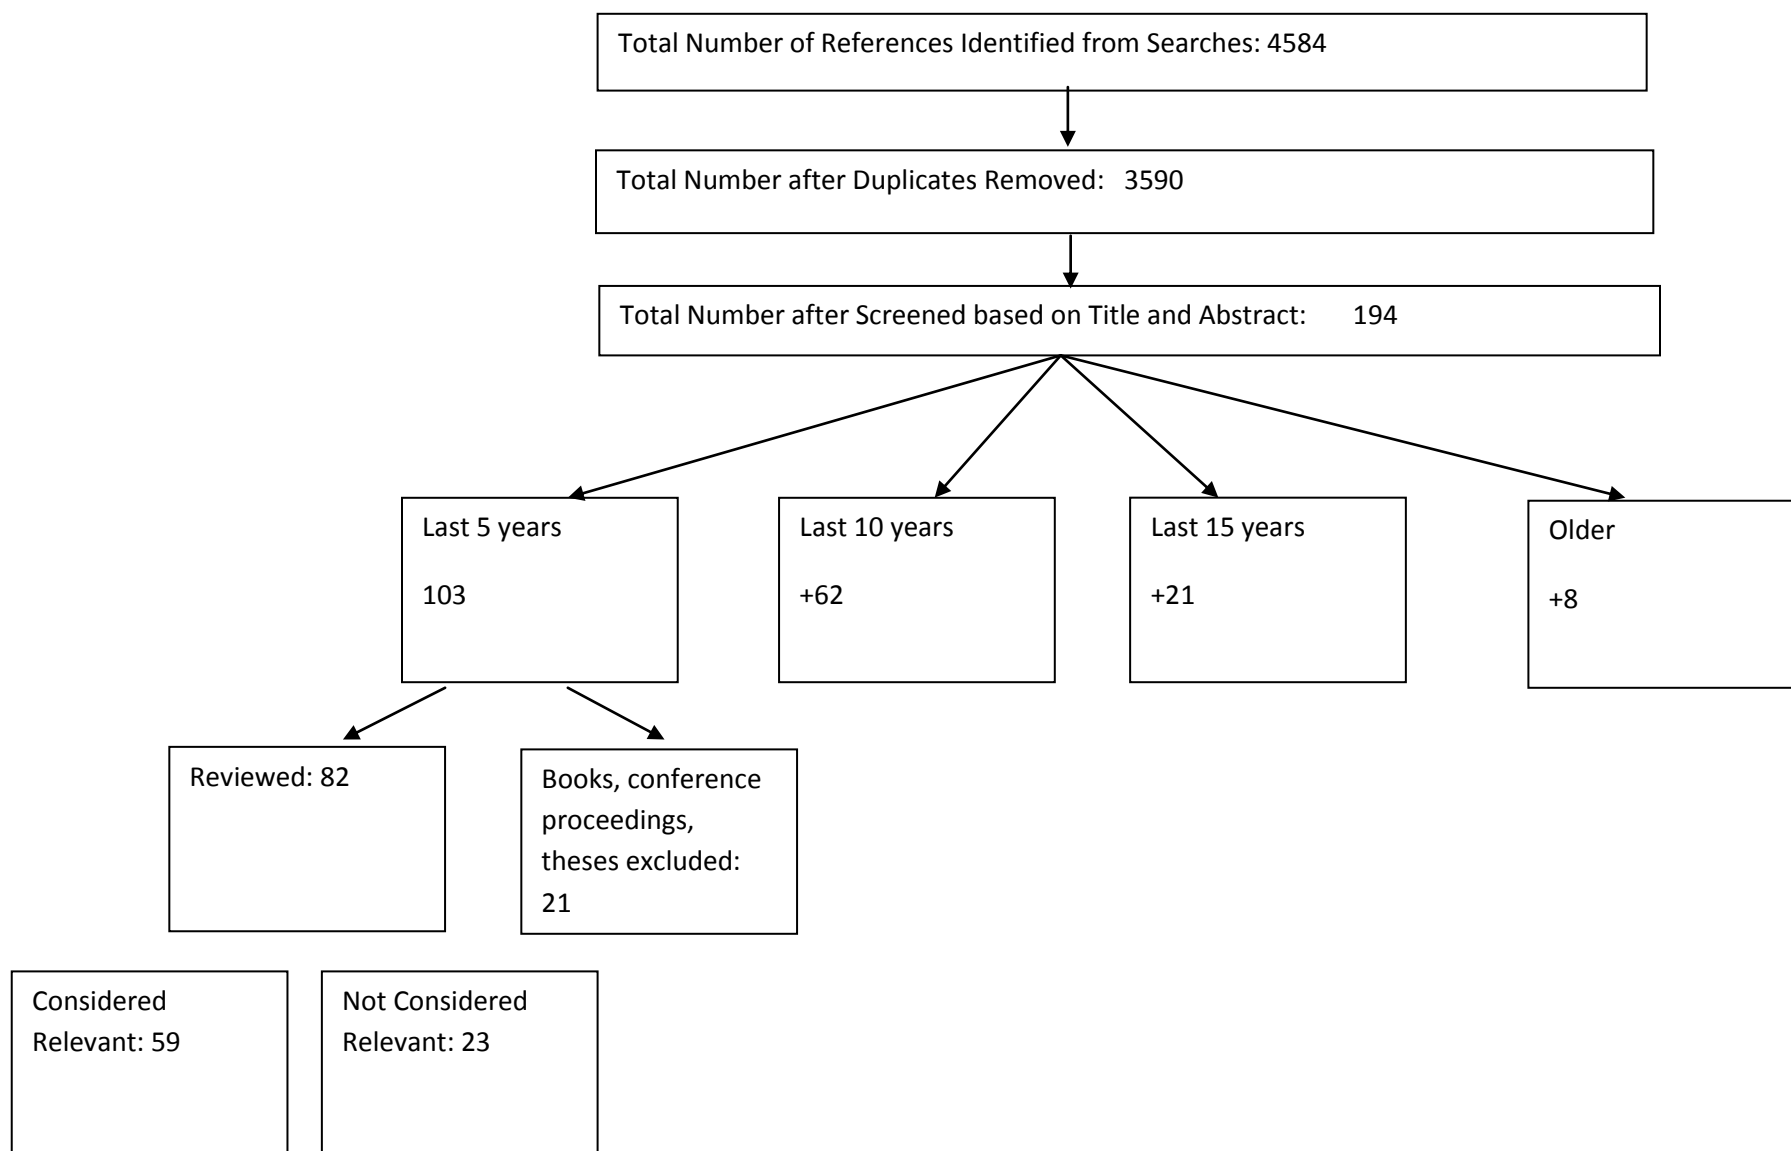 Total Number of References Identified from Searches: 4584
Total Number after Duplicates Removed: 3590
Total Number after Screened based on Title and Abstract: 194
Last 5 years
103
Last 10 years
+62
Last 15 years
+21
Older
+8
Reviewed: 82
Books, conference
proceedings,
theses excluded:
21
Considered
Relevant: 59
Not Considered
Relevant: 23